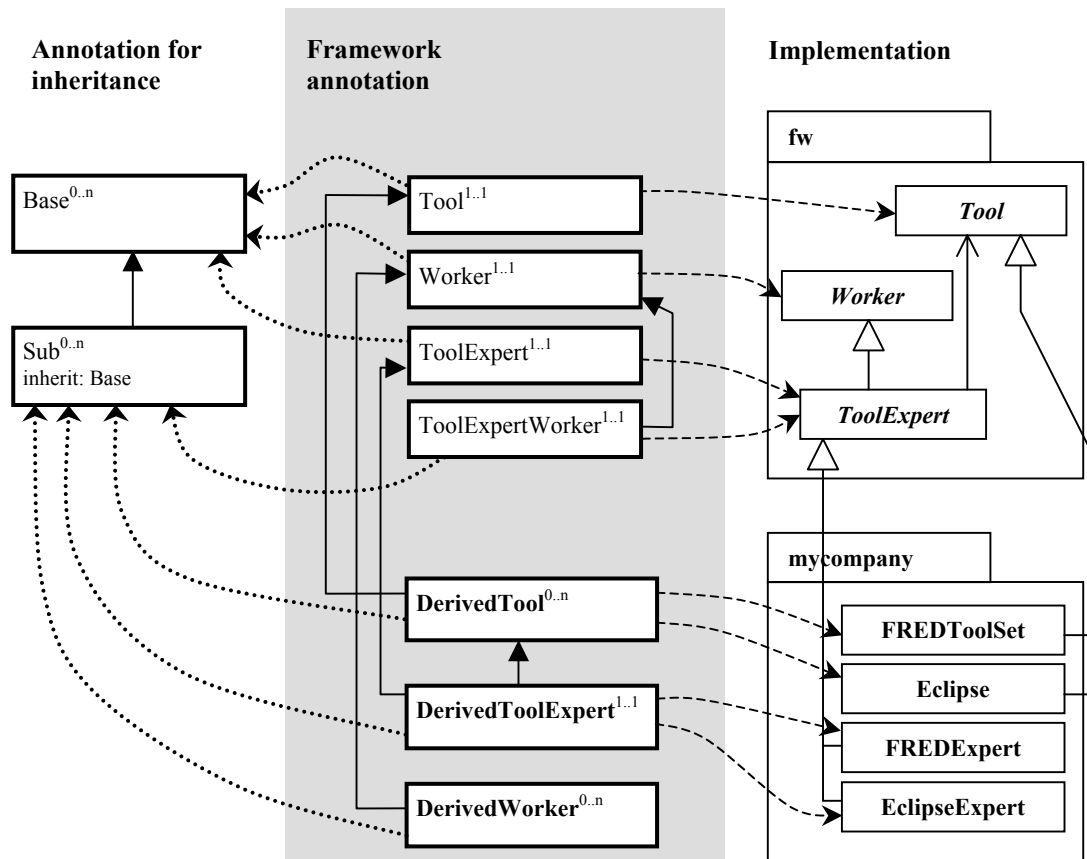 Annotation for
inheritance
Framework
annotation
Implementation
Base0..n
Sub0..n
inherit: Base
Tool1..1
Worker1..1
ToolExpert1..1
ToolExpertWorker1..1
DerivedTool0..n
DerivedToolExpert1..1
DerivedWorker0..n
fw
Tool
Worker
ToolExpert
mycompany
FREDToolSet
Eclipse
FREDExpert
EclipseExpert